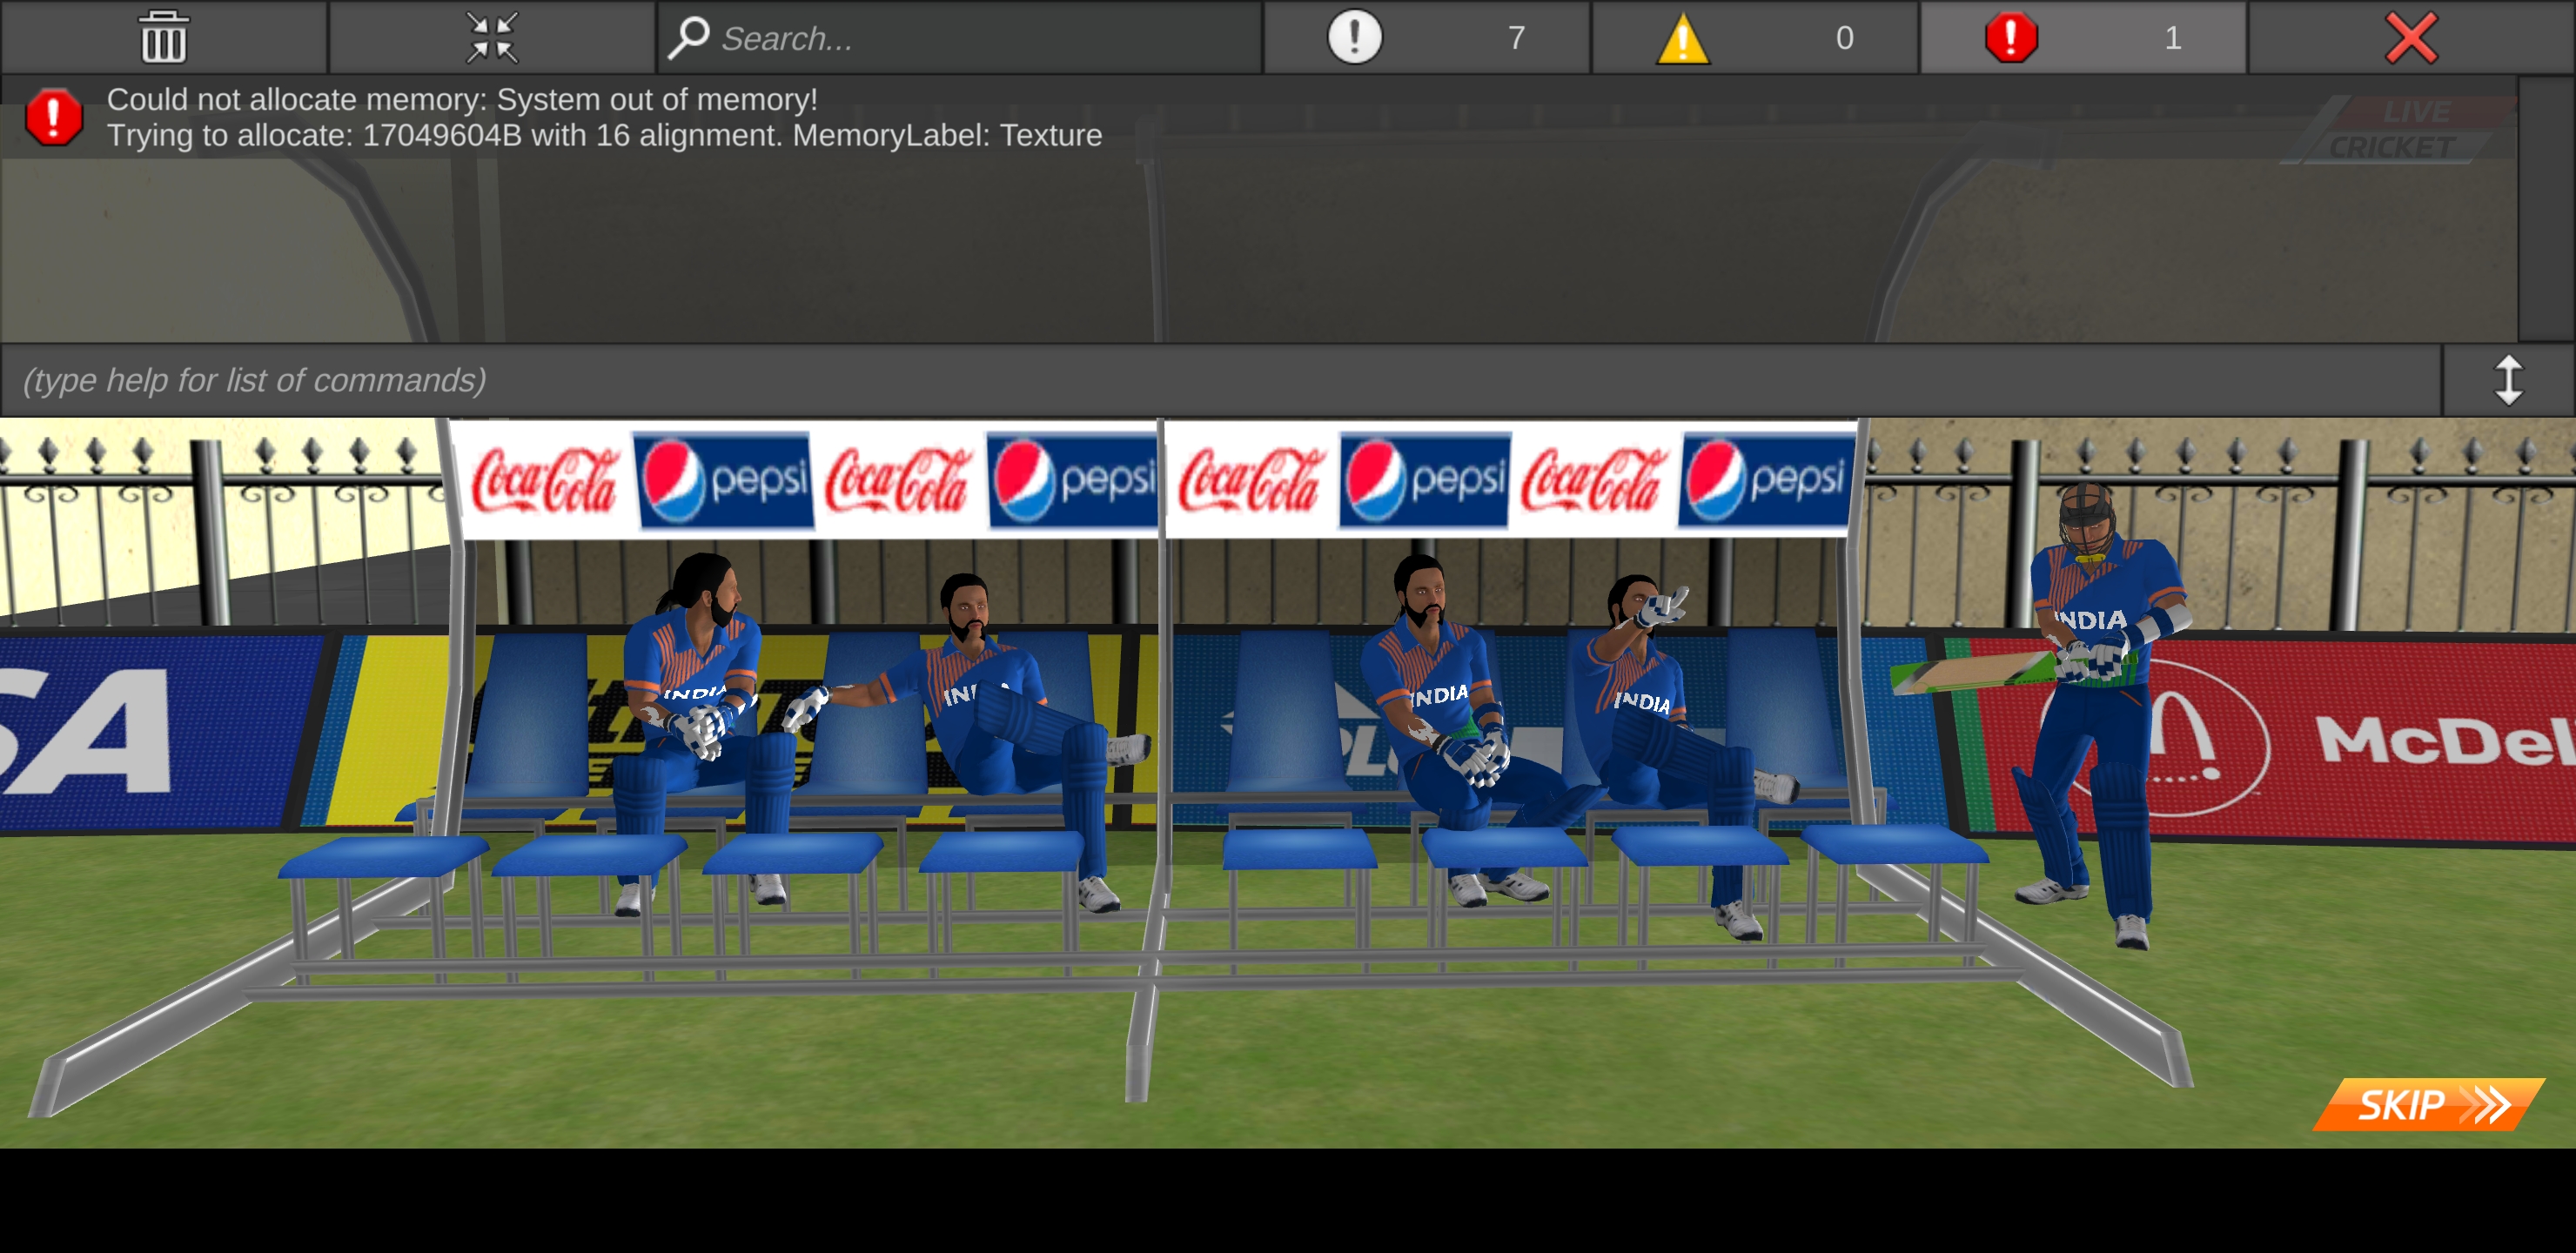 Search...
7
0
1
Could not allocate memory: System out of memory!
Trying to allocate: 17049604B with 16 alignment. MemoryLabel: Texture
LIVE
CRICKET
(type help for list of commands)
Coca-Cola pepsi Coca-Cola pepsi Coca-Cola pepsi Coca-Cola pepsi
INDIA
INDIA
INDIA
INDIA
SA
McDel
SKIP